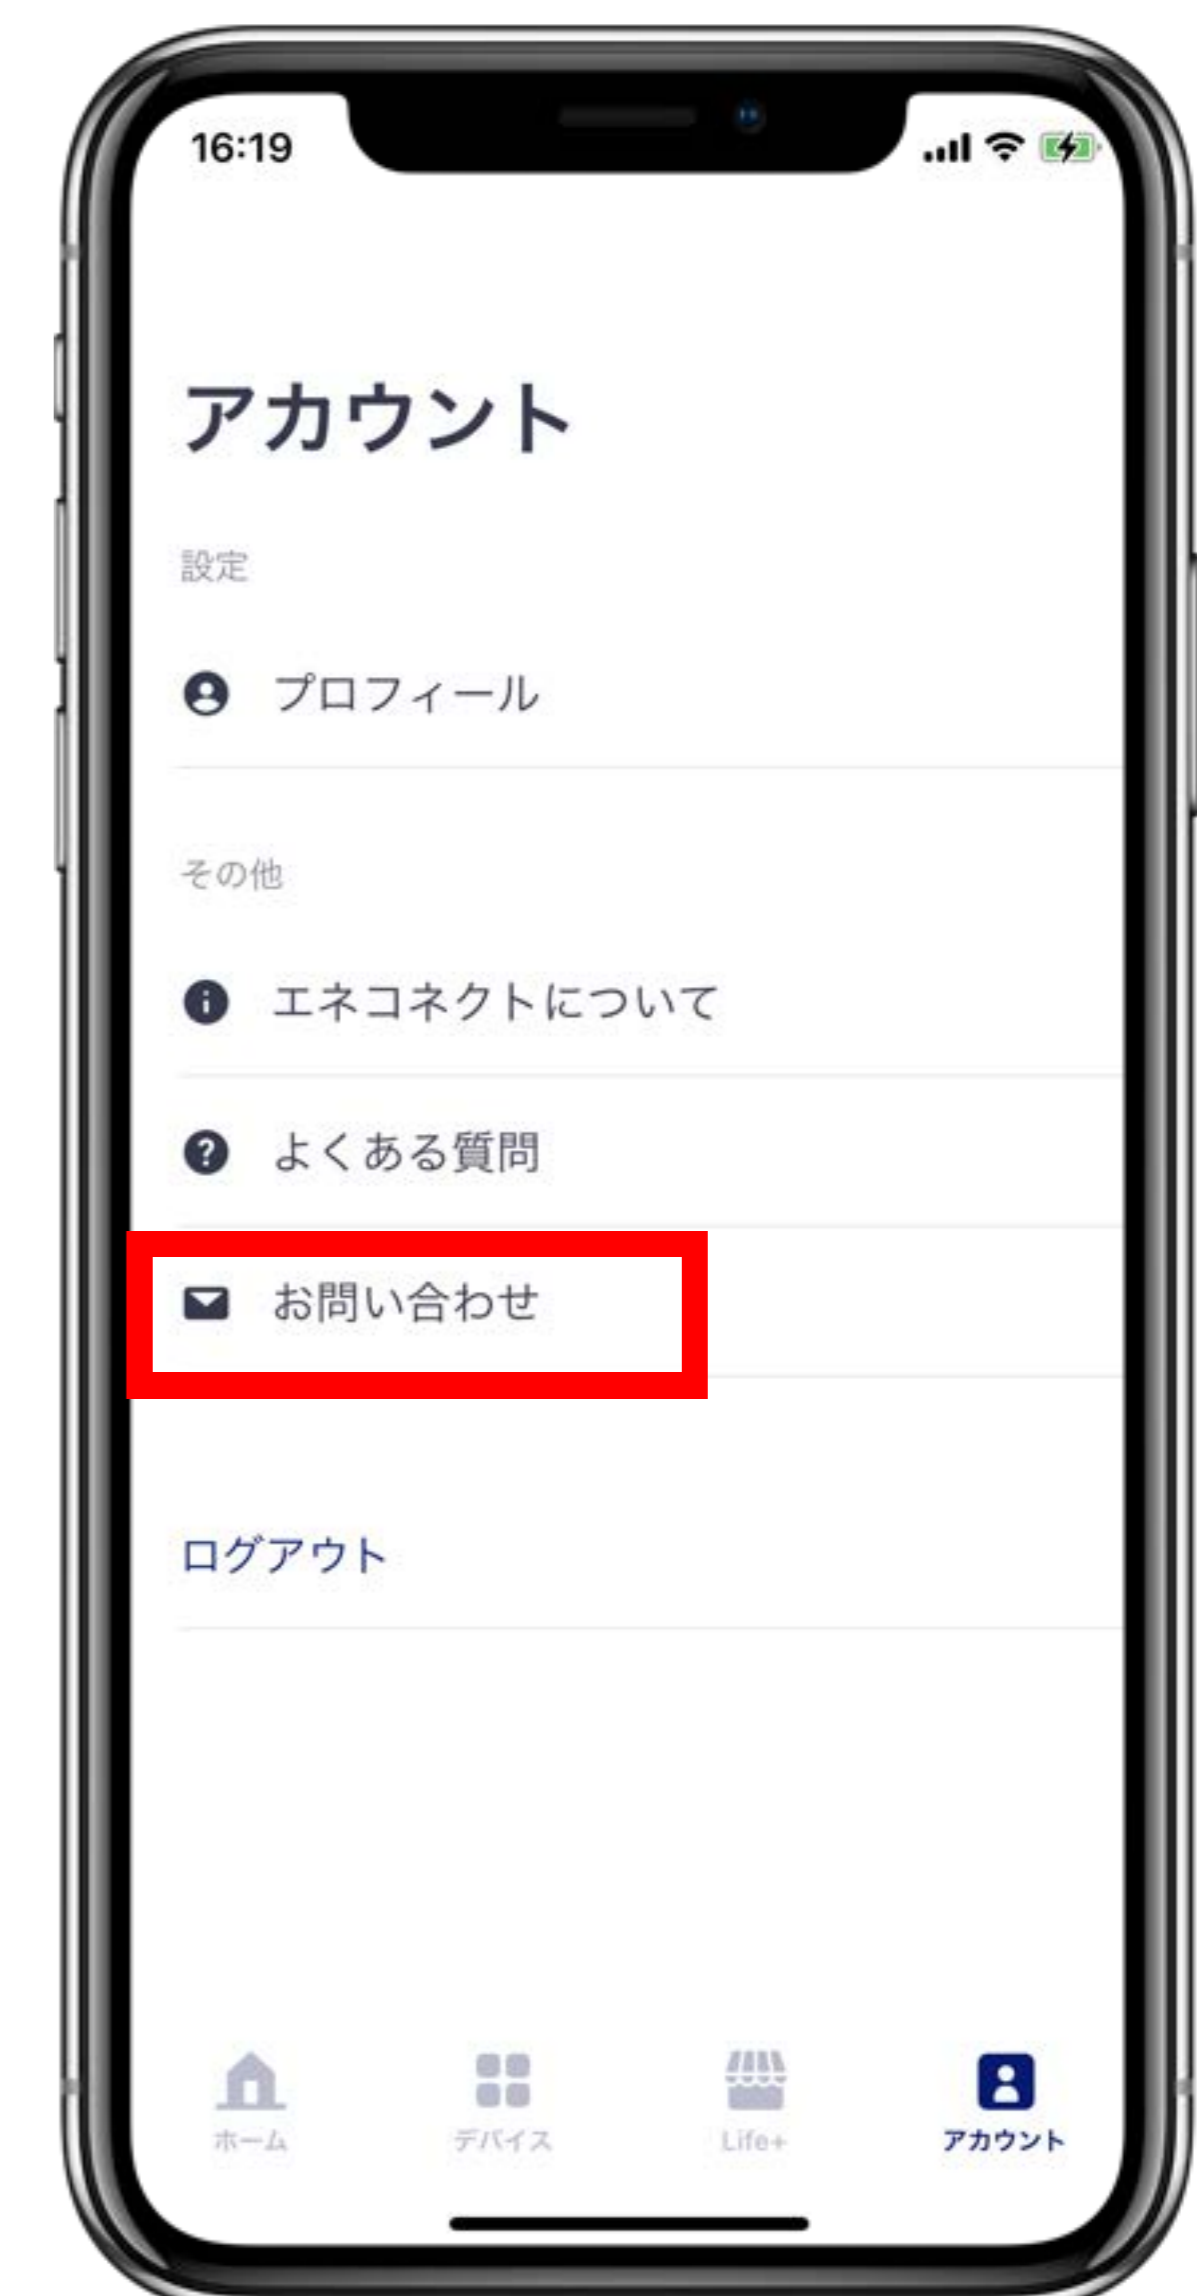 16:19
アカウント
設定
プロフィール
その他
エネコネクトについて
よくある質問
お問い合わせ
ログアウト
ホーム
デバイス
Life+
アカウント